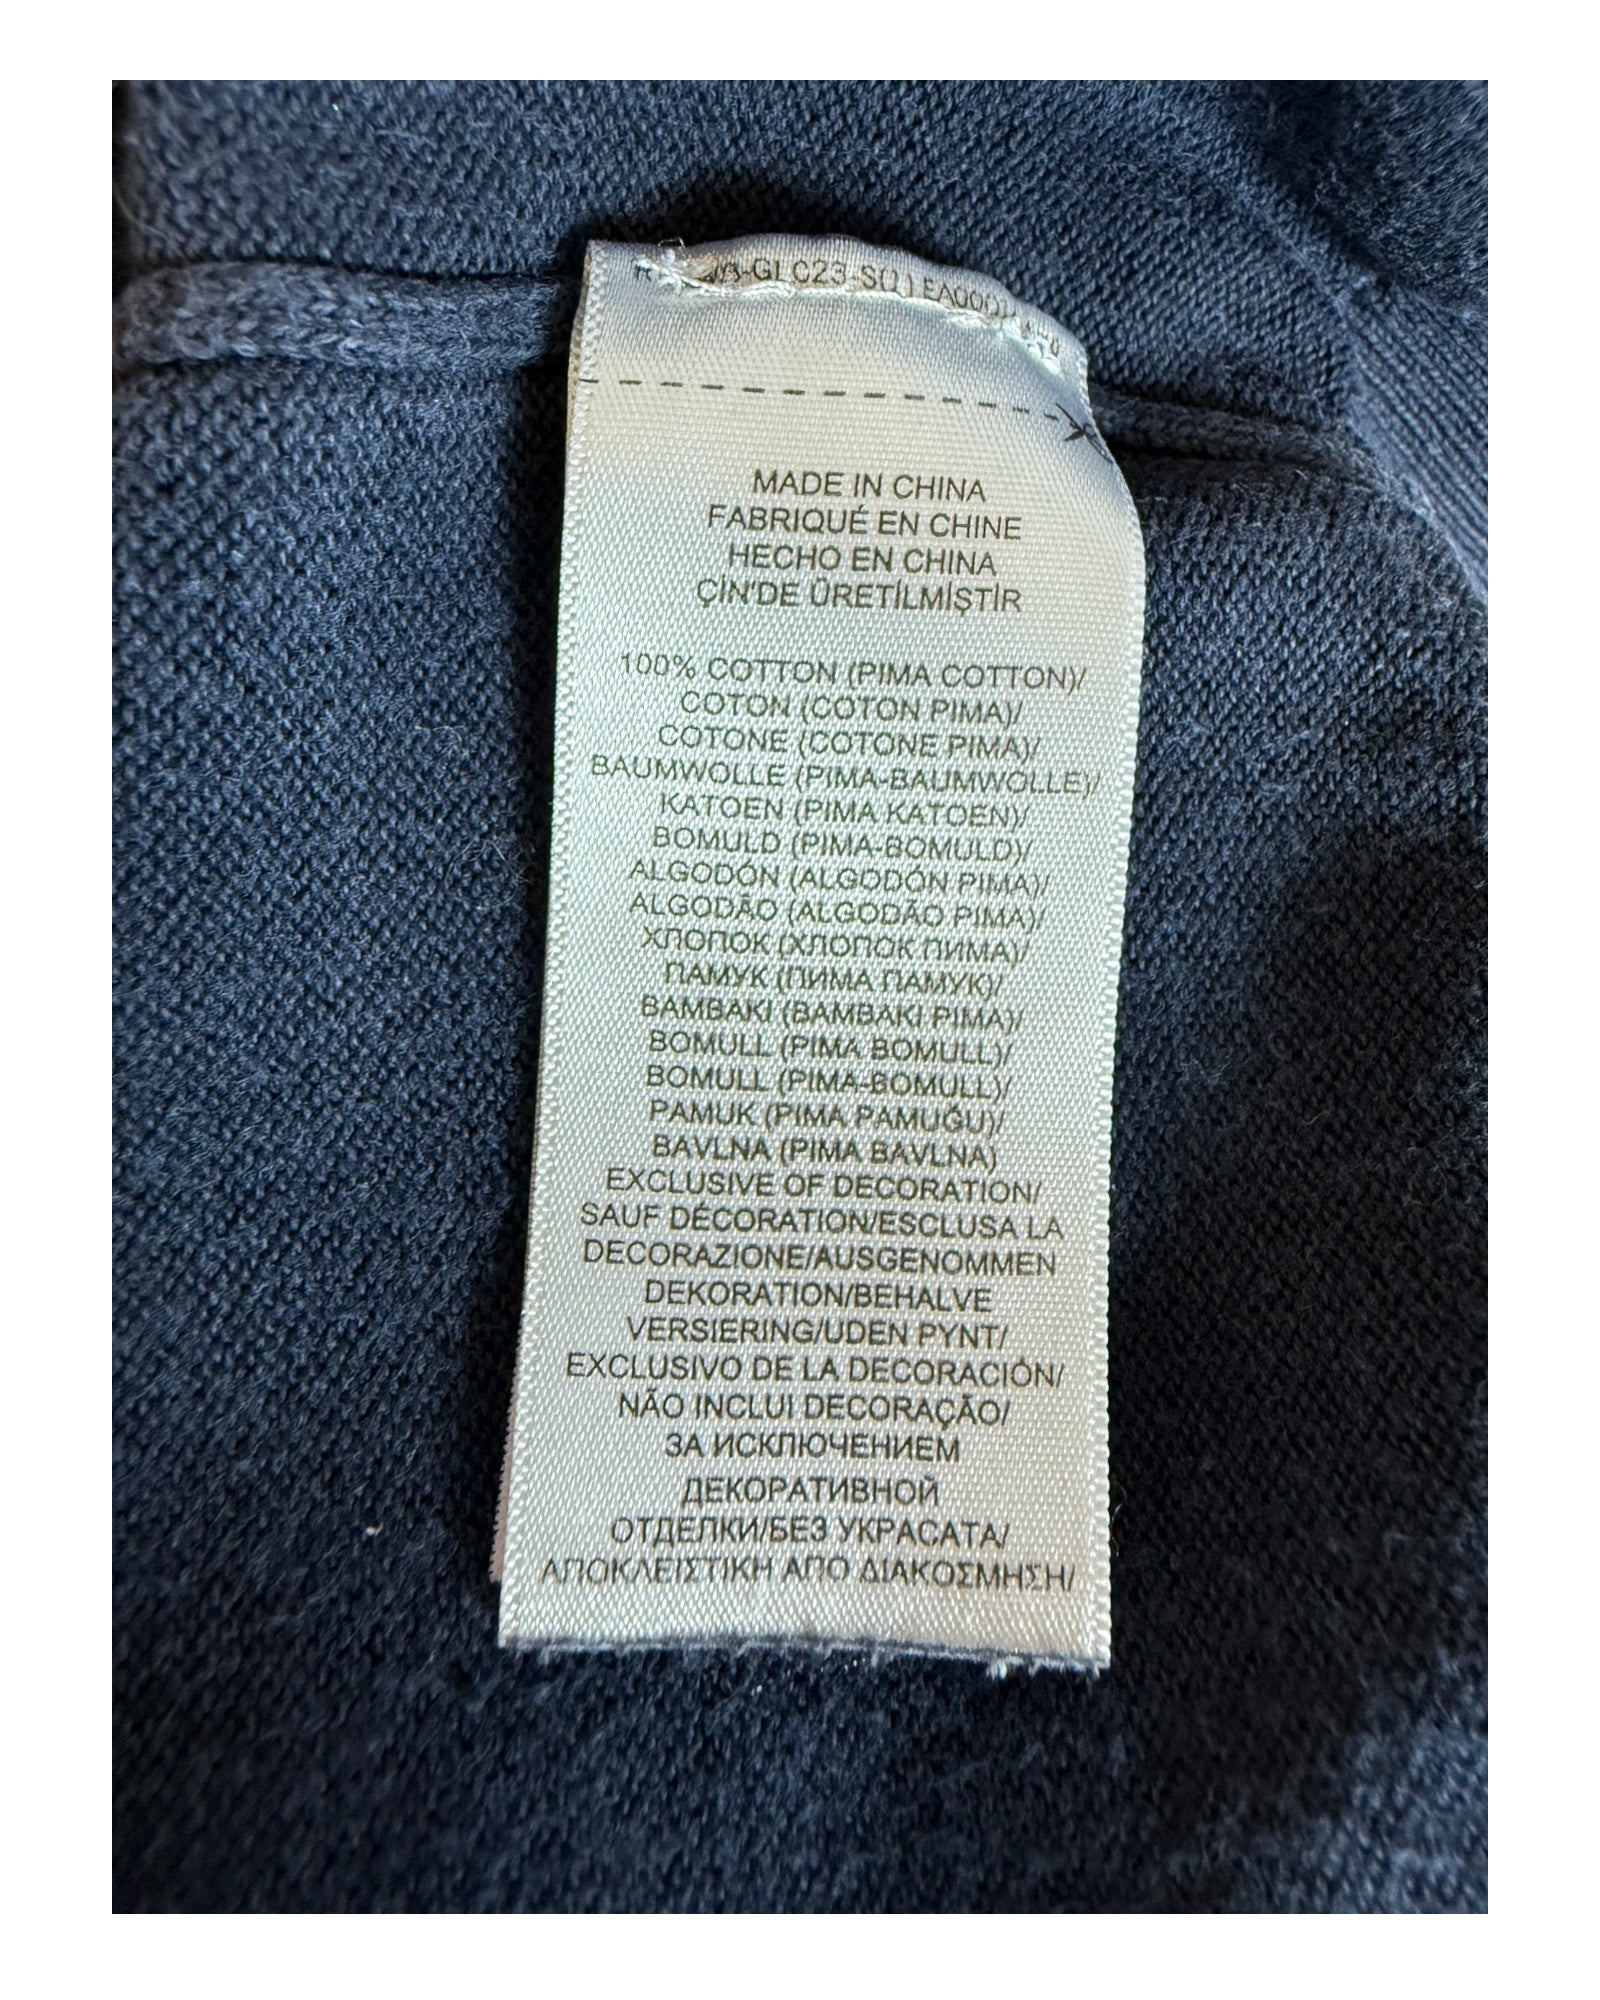 MADE IN CHINA
FABRIQUÉ EN CHINE
HECHO EN CHINA
ÇİN'DE ÜRETİLMİŞTİR
100% COTTON (PIMA COTTON)/
COTON (COTON PIMA)/
COTONE (COTONE PIMA)/
BAUMWOLLE (PIMA-BAUMWOLLE)/
KATOEN (PIMA KATOEN)/
BOMULD (PIMA-BOMULD)/
ALGODÓN (ALGODÓN PIMA)/
ALGODÃO (ALGODÃO PIMA)/
ХЛОПОК (ХЛОПОК ПИМА)/
ПАМУК (ПИМА ПАМУК)/
ΒΑΜΒΑΚΙ (ΒΑΜΒΑΚΙ PIMA)/
BOMULL (PIMA BOMULL)/
BOMULL (PIMA-BOMULL)/
PAMUK (PIMA PAMUĞU)/
BAVLNA (PIMA BAVLNA)
EXCLUSIVE OF DECORATION/
SAUF DÉCORATION/ESCLUSA LA
DECORAZIONE/AUSGENOMMEN
DEKORATION/BEHALVE
VERSIERING/UDEN PYNT/
EXCLUSIVO DE LA DECORACIÓN/
NÃO INCLUI DECORAÇÃO/
ЗА ИСКЛЮЧЕНИЕМ
ДЕКОРАТИВНОЙ
ОТДЕЛКИ/БЕЗ УКРАСАТА/
ΑΠΟΚΛΕΙΣΤΙΚΗ ΑΠΟ ΔΙΑΚΟΣΜΗΣΗ/